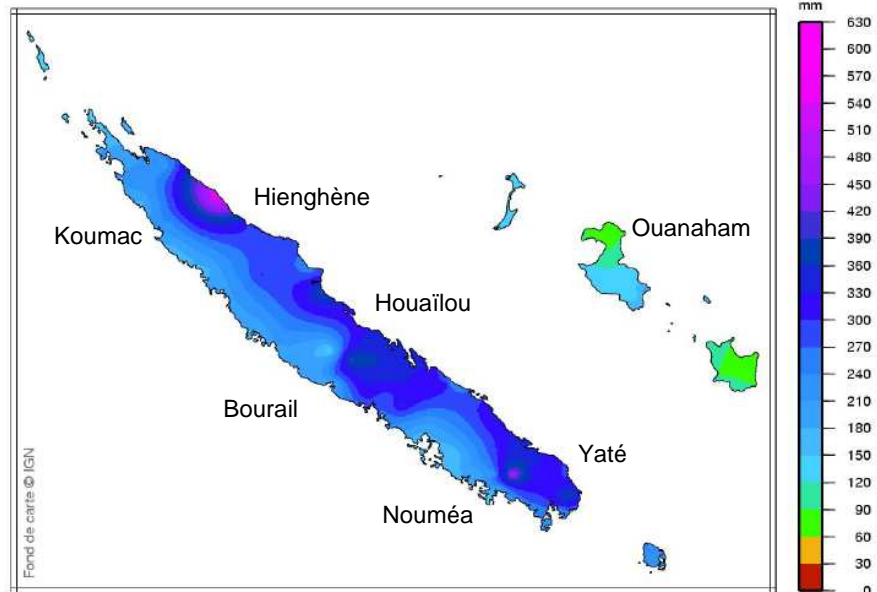 mm
630
600
570
540
510
480
450
420
390
360
330
300
270
240
210
180
150
120
90
60
30
0
Hienghène
Ouanaham
Koumac
Houaïlou
Bourail
Yaté
Nouméa
Fond de carte © IGN